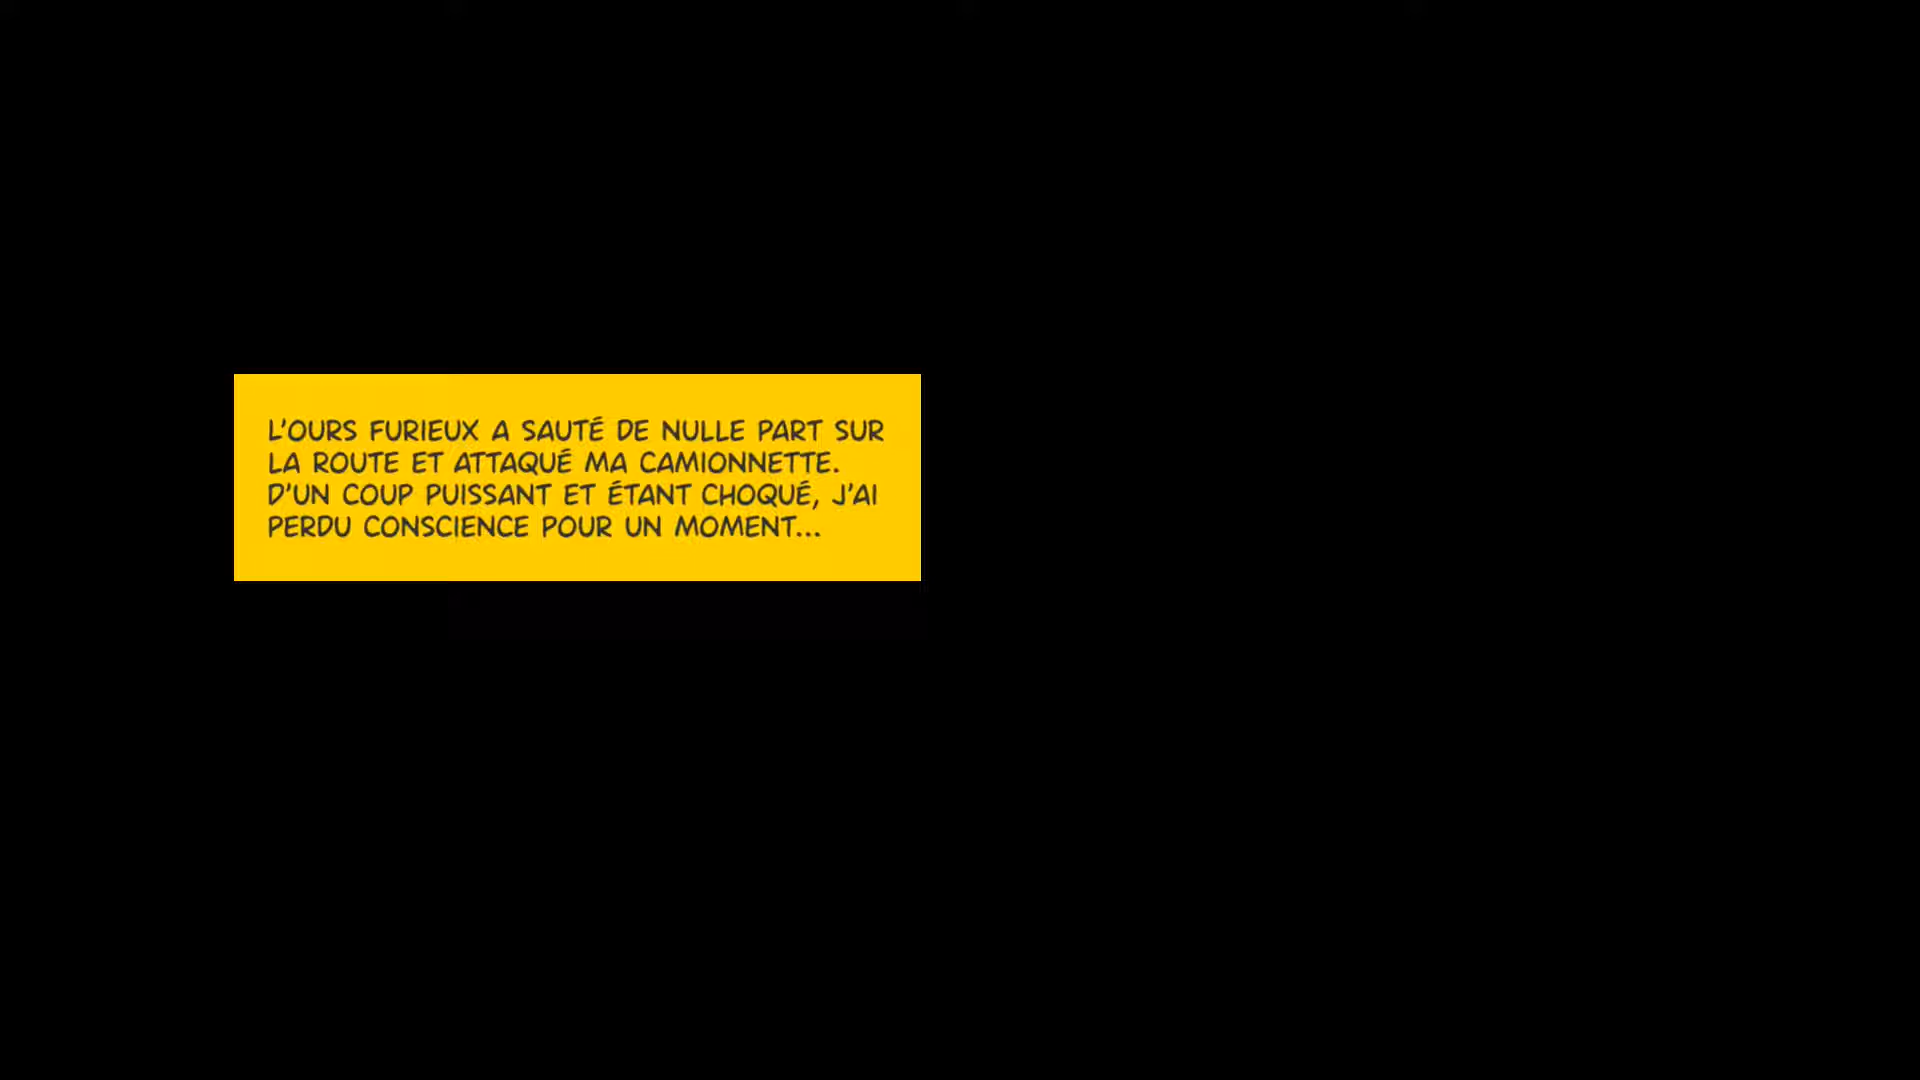 L'OURS FURIEUX A SAUTÉ DE NULLE PART SUR
LA ROUTE ET ATTAQUÉ MA CAMIONNETTE.
D'UN COUP PUISSANT ET ÉTANT CHOQUÉ, J'AI
PERDU CONSCIENCE POUR UN MOMENT...